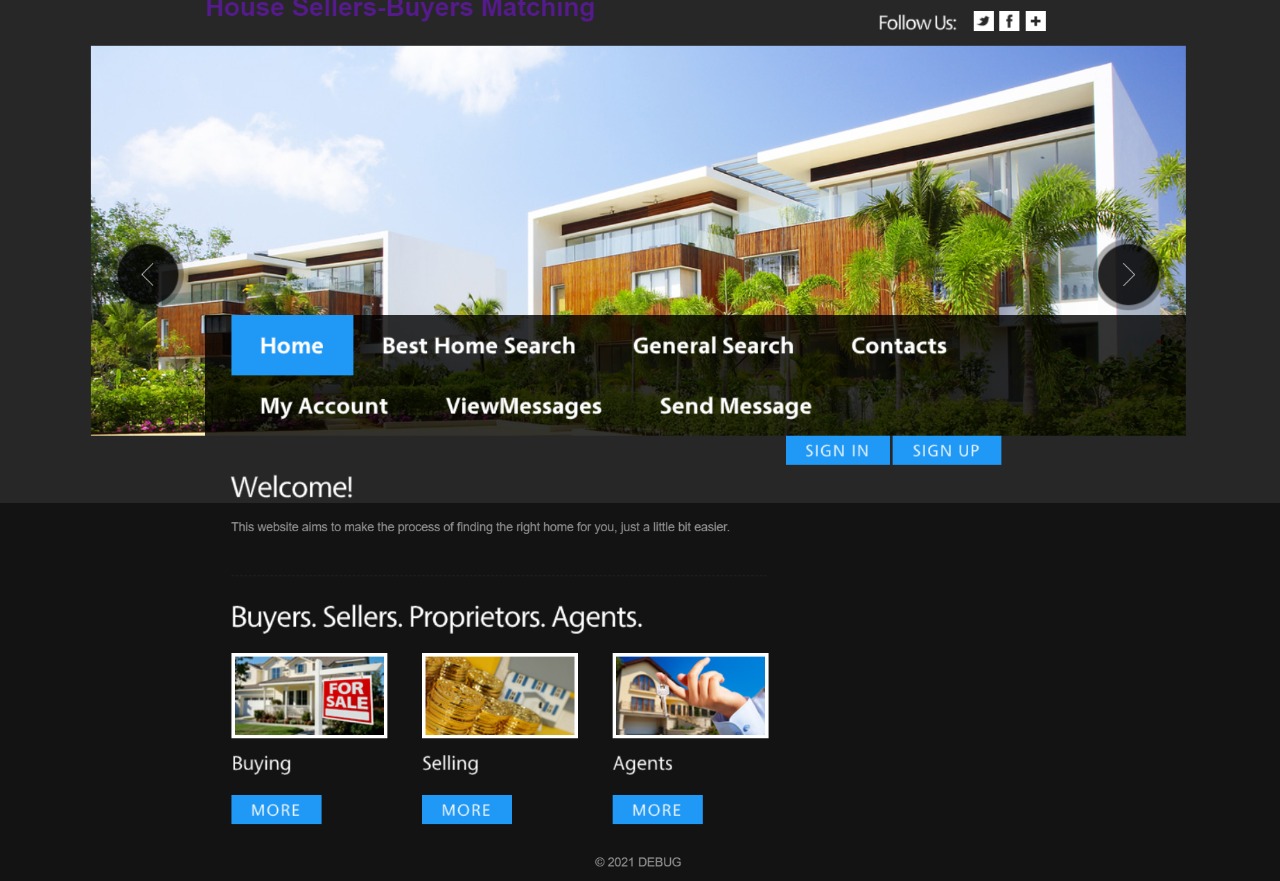 House Sellers-Buyers Matching
Follow Us:
Home Best Home Search General Search Contacts
My Account ViewMessages Send Message
SIGN IN SIGN UP
Welcome!
This website aims to make the process of finding the right home for you, just a little bit easier.
Buyers. Sellers. Proprietors. Agents.
FOR
SALE
Buying Selling Agents
MORE MORE MORE
© 2021 DEBUG